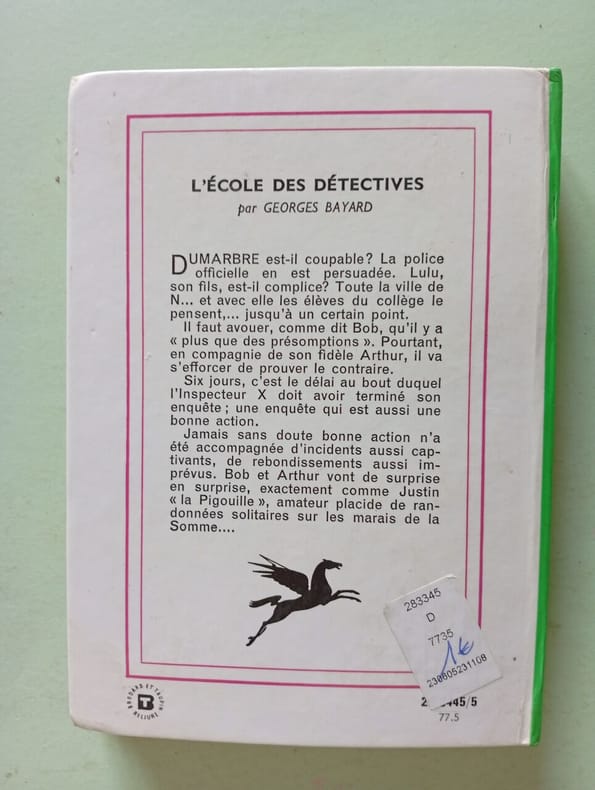 L'ÉCOLE DES DÉTECTIVES
par GEORGES BAYARD
DUMARBRE est-il coupable? La police
officielle en est persuadée. Lulu,
son fils, est-il complice? Toute la ville de
N... et avec elle les élèves du collège le
pensent,... jusqu'à un certain point.
Il faut avouer, comme dit Bob, qu'il y a
« plus que des présomptions ». Pourtant,
en compagnie de son fidèle Arthur, il va
s'efforcer de prouver le contraire.
Six jours, c'est le délai au bout duquel
l'Inspecteur X doit avoir terminé son
enquête ; une enquête qui est aussi une
bonne action.
Jamais sans doute bonne action n'a
été accompagnée d'incidents aussi cap-
tivants, de rebondissements aussi im-
prévus. Bob et Arthur vont de surprise
en surprise, exactement comme Justin
« la Pigouille », amateur placide de ran-
données solitaires sur les marais de la
Somme....
283345
D
7735
1€
230605231108
BRODARD ET TAUPIN
RELIURE
445/5
77.5